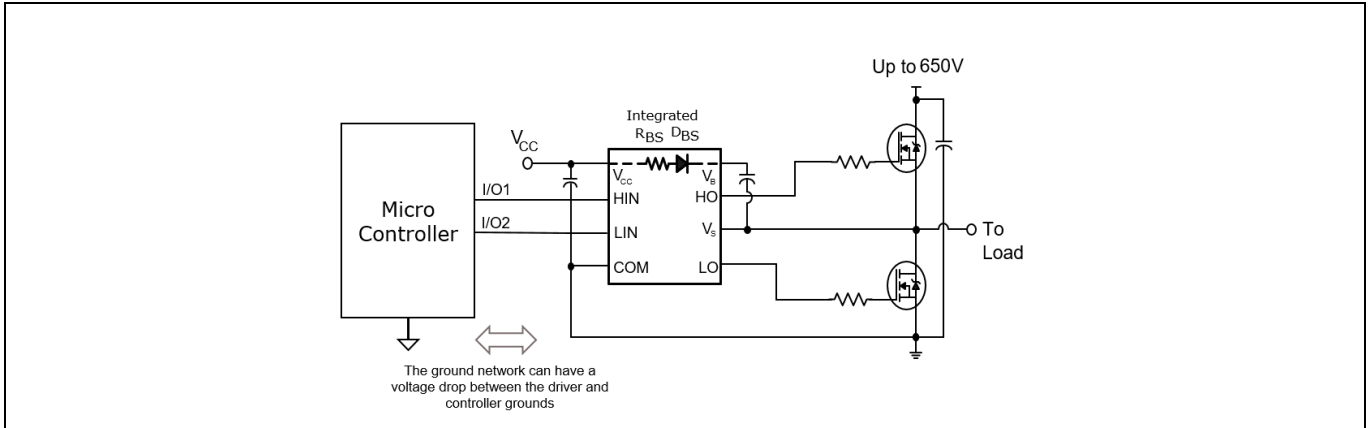 Up to 650V
Integrated
RBS DBS
VCC
VCC
VB
I/O1
HIN
HO
Micro
Controller
I/O2
LIN
VS
To
Load
COM
LO
The ground network can have a
voltage drop between the driver and
controller grounds